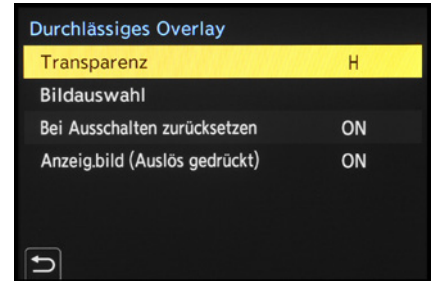 Durchlässiges Overlay
Transparenz H
Bildauswahl
Bei Ausschalten zurücksetzen ON
Anzeig.bild (Auslös gedrückt) ON